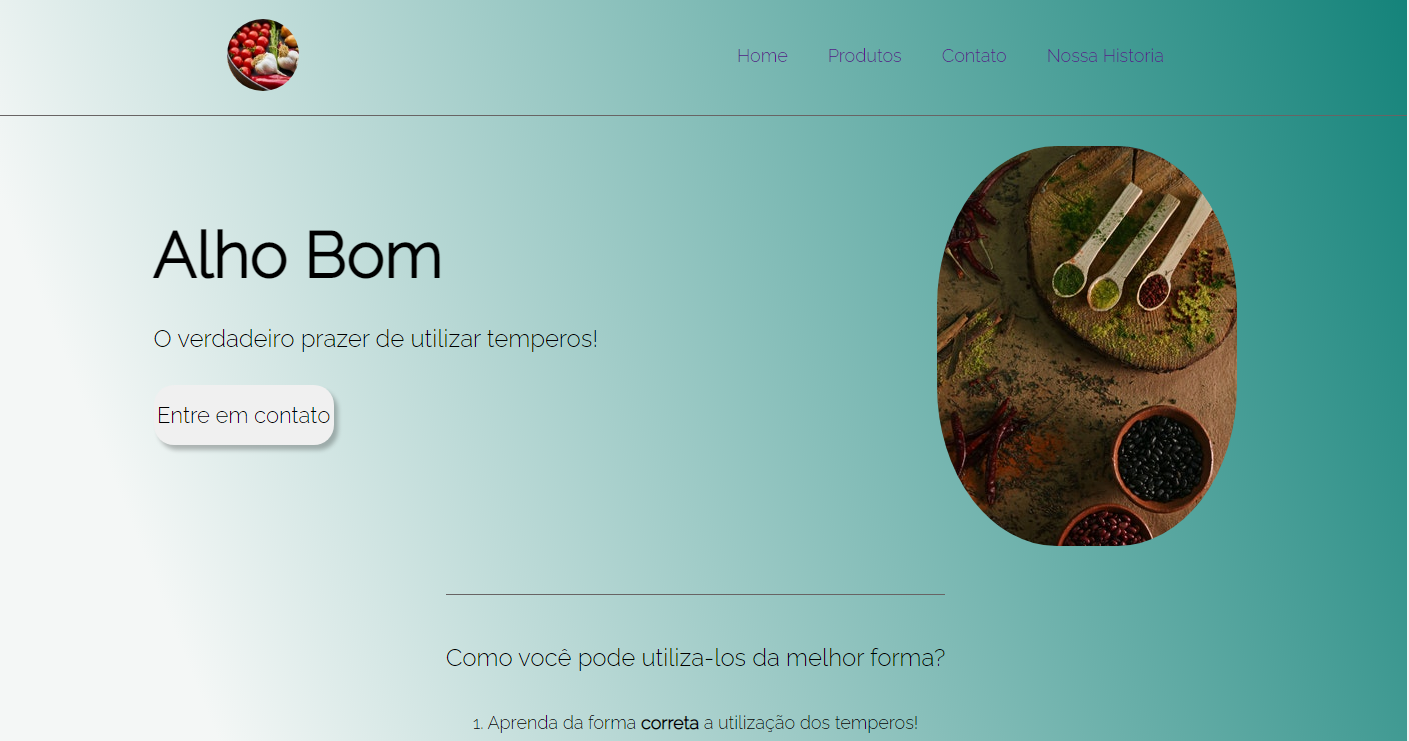 Home Produtos Contato Nossa Historia
Alho Bom
O verdadeiro prazer de utilizar temperos!
Entre em contato
Como você pode utiliza-los da melhor forma?
1. Aprenda da forma correta a utilização dos temperos!